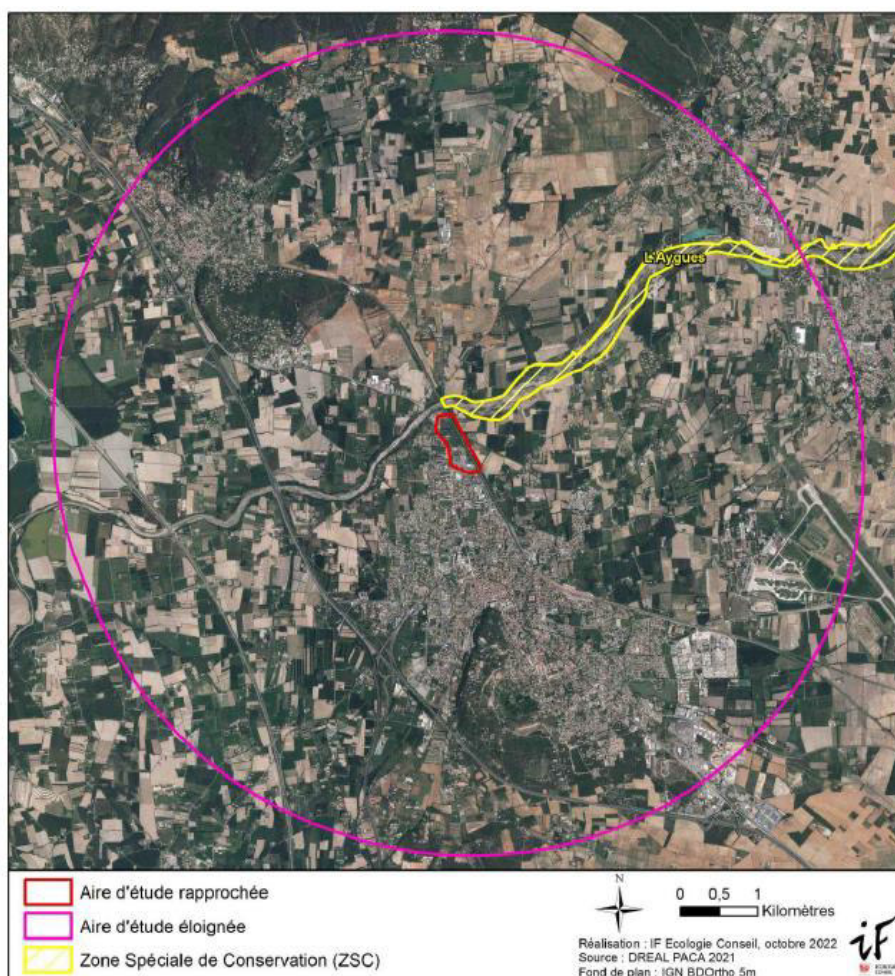 L'Aygues
Aire d'étude rapprochée
Aire d'étude éloignée
Zone Spéciale de Conservation (ZSC)
N
0 0,5 1
Kilomètres
Réalisation : IF Ecologie Conseil, octobre 2022
Source : DREAL PACA 2021
Fond de plan : IGN BDOrtho 5m
iF